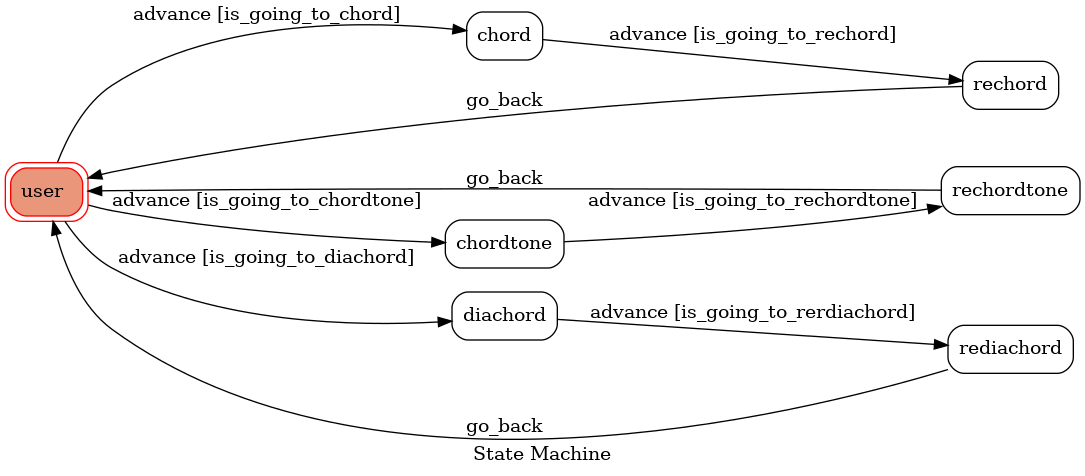 advance [is_going_to_chord]
chord
advance [is_going_to_rechord]
rechord
go_back
user
go_back
rechordtone
advance [is_going_to_chordtone]
advance [is_going_to_rechordtone]
chordtone
advance [is_going_to_diachord]
diachord
advance [is_going_to_rerdiachord]
rediachord
go_back
State Machine